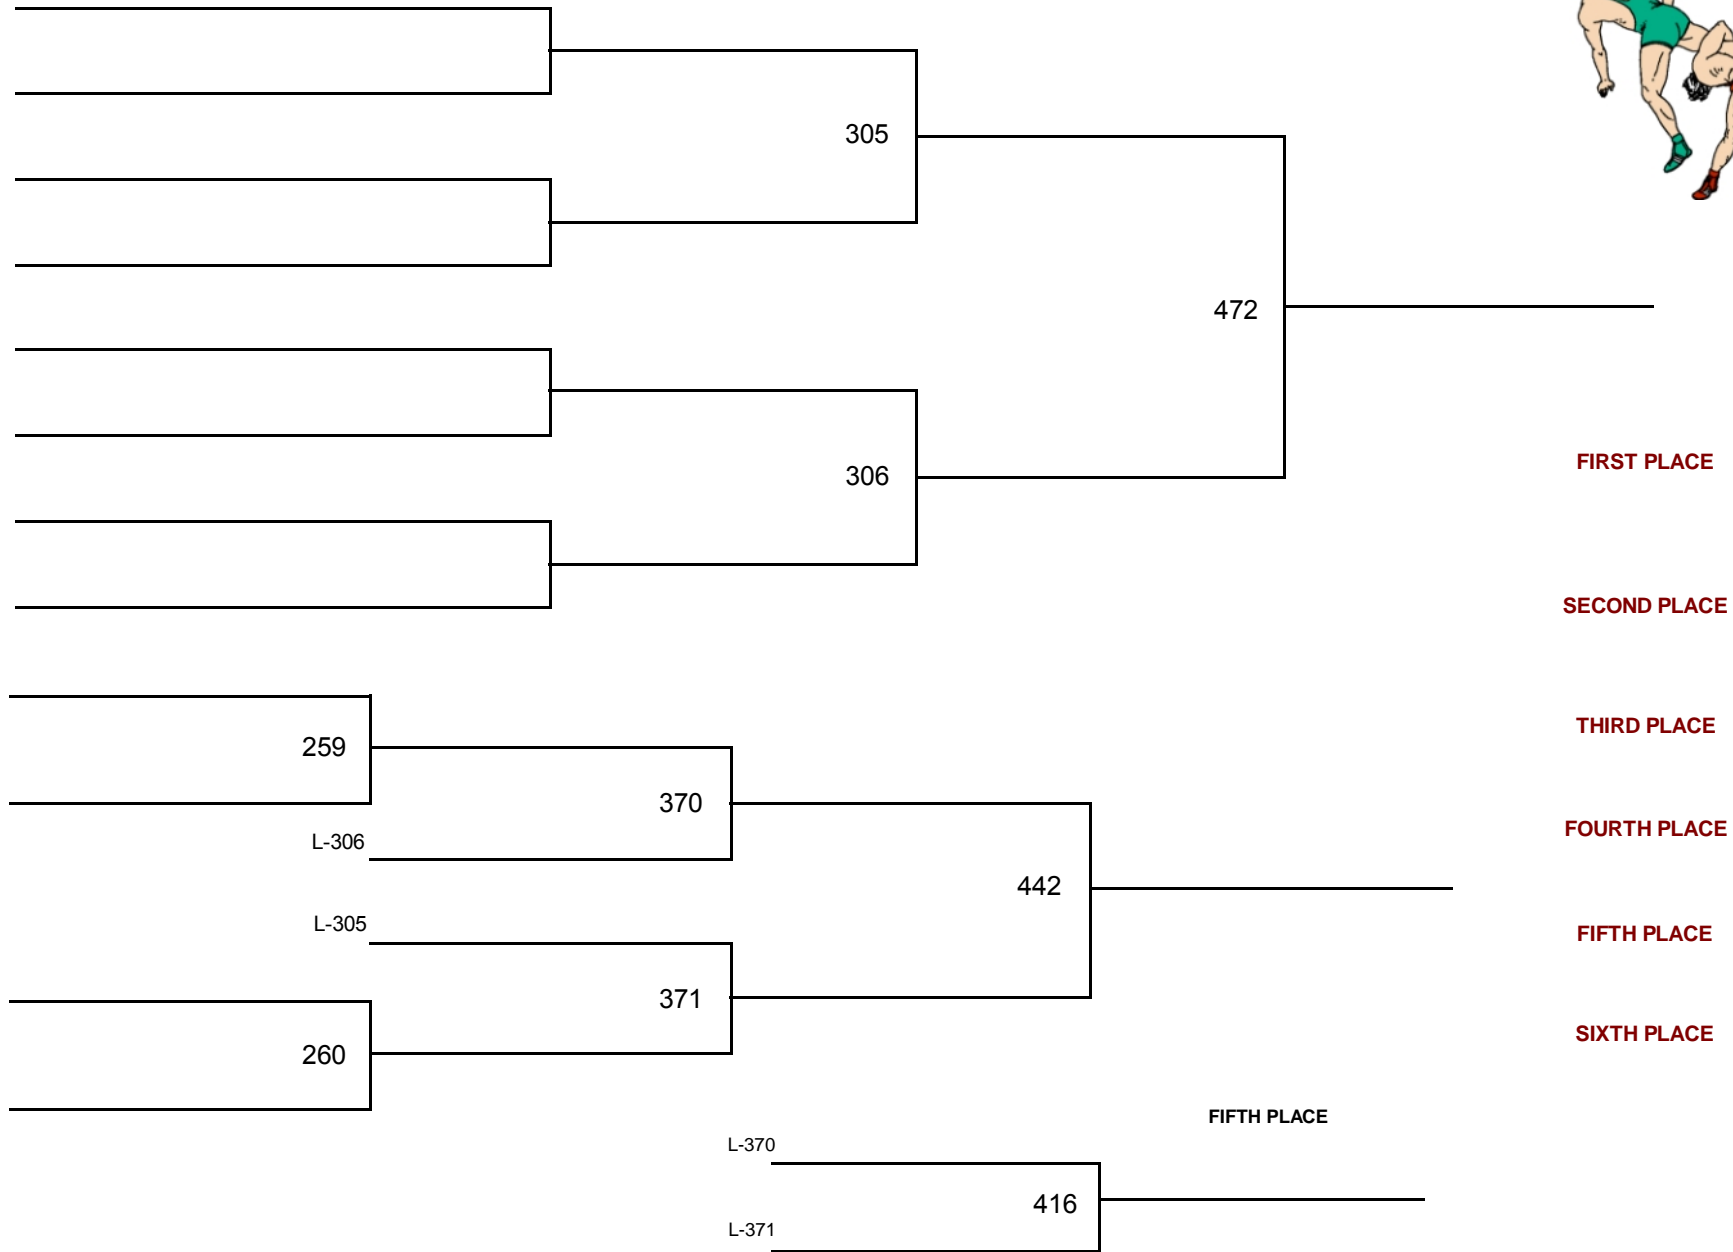 305
472
306
FIRST PLACE
SECOND PLACE
THIRD PLACE
259
370
L-306
FOURTH PLACE
442
L-305
FIFTH PLACE
371
SIXTH PLACE
260
FIFTH PLACE
L-370
416
L-371